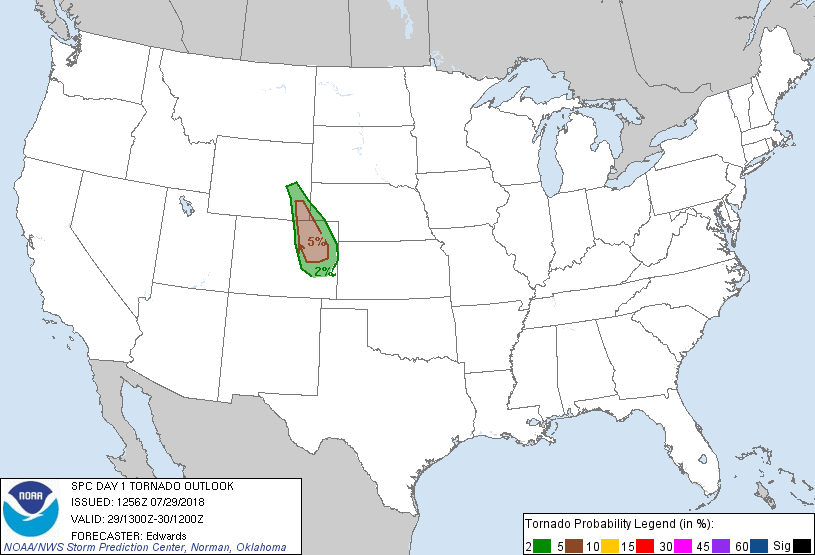 5%
2%
NOAA
SPC DAY 1 TORNADO OUTLOOK
ISSUED: 1256Z 07/29/2018
VALID: 29/1300Z-30/1200Z
FORECASTER: Edwards
NOAA/NWS Storm Prediction Center, Norman, Oklahoma
Tornado Probability Legend (in %):
2 5 10 15 30 45 60 Sig